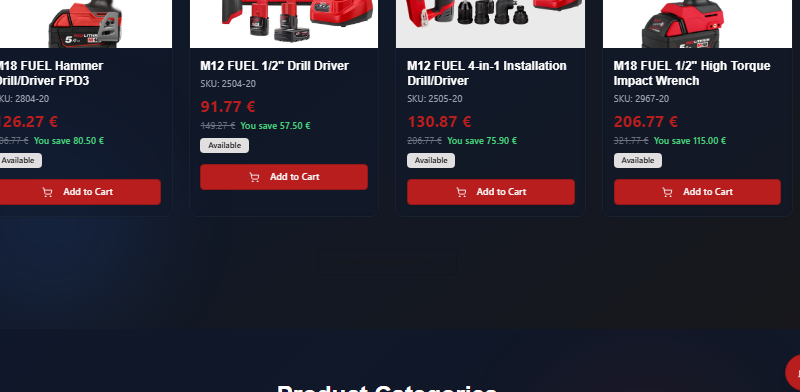 M18 FUEL Hammer
Drill/Driver FPD3
SKU: 2804-20
126.27 €
206.77 € You save 80.50 €
Available
Add to Cart
M12 FUEL 1/2" Drill Driver
SKU: 2504-20
91.77 €
149.27 € You save 57.50 €
Available
Add to Cart
M12 FUEL 4-in-1 Installation
Drill/Driver
SKU: 2505-20
130.87 €
206.77 € You save 75.90 €
Available
Add to Cart
M18 FUEL 1/2" High Torque
Impact Wrench
SKU: 2967-20
206.77 €
321.77 € You save 115.00 €
Available
Add to Cart
Product Categories